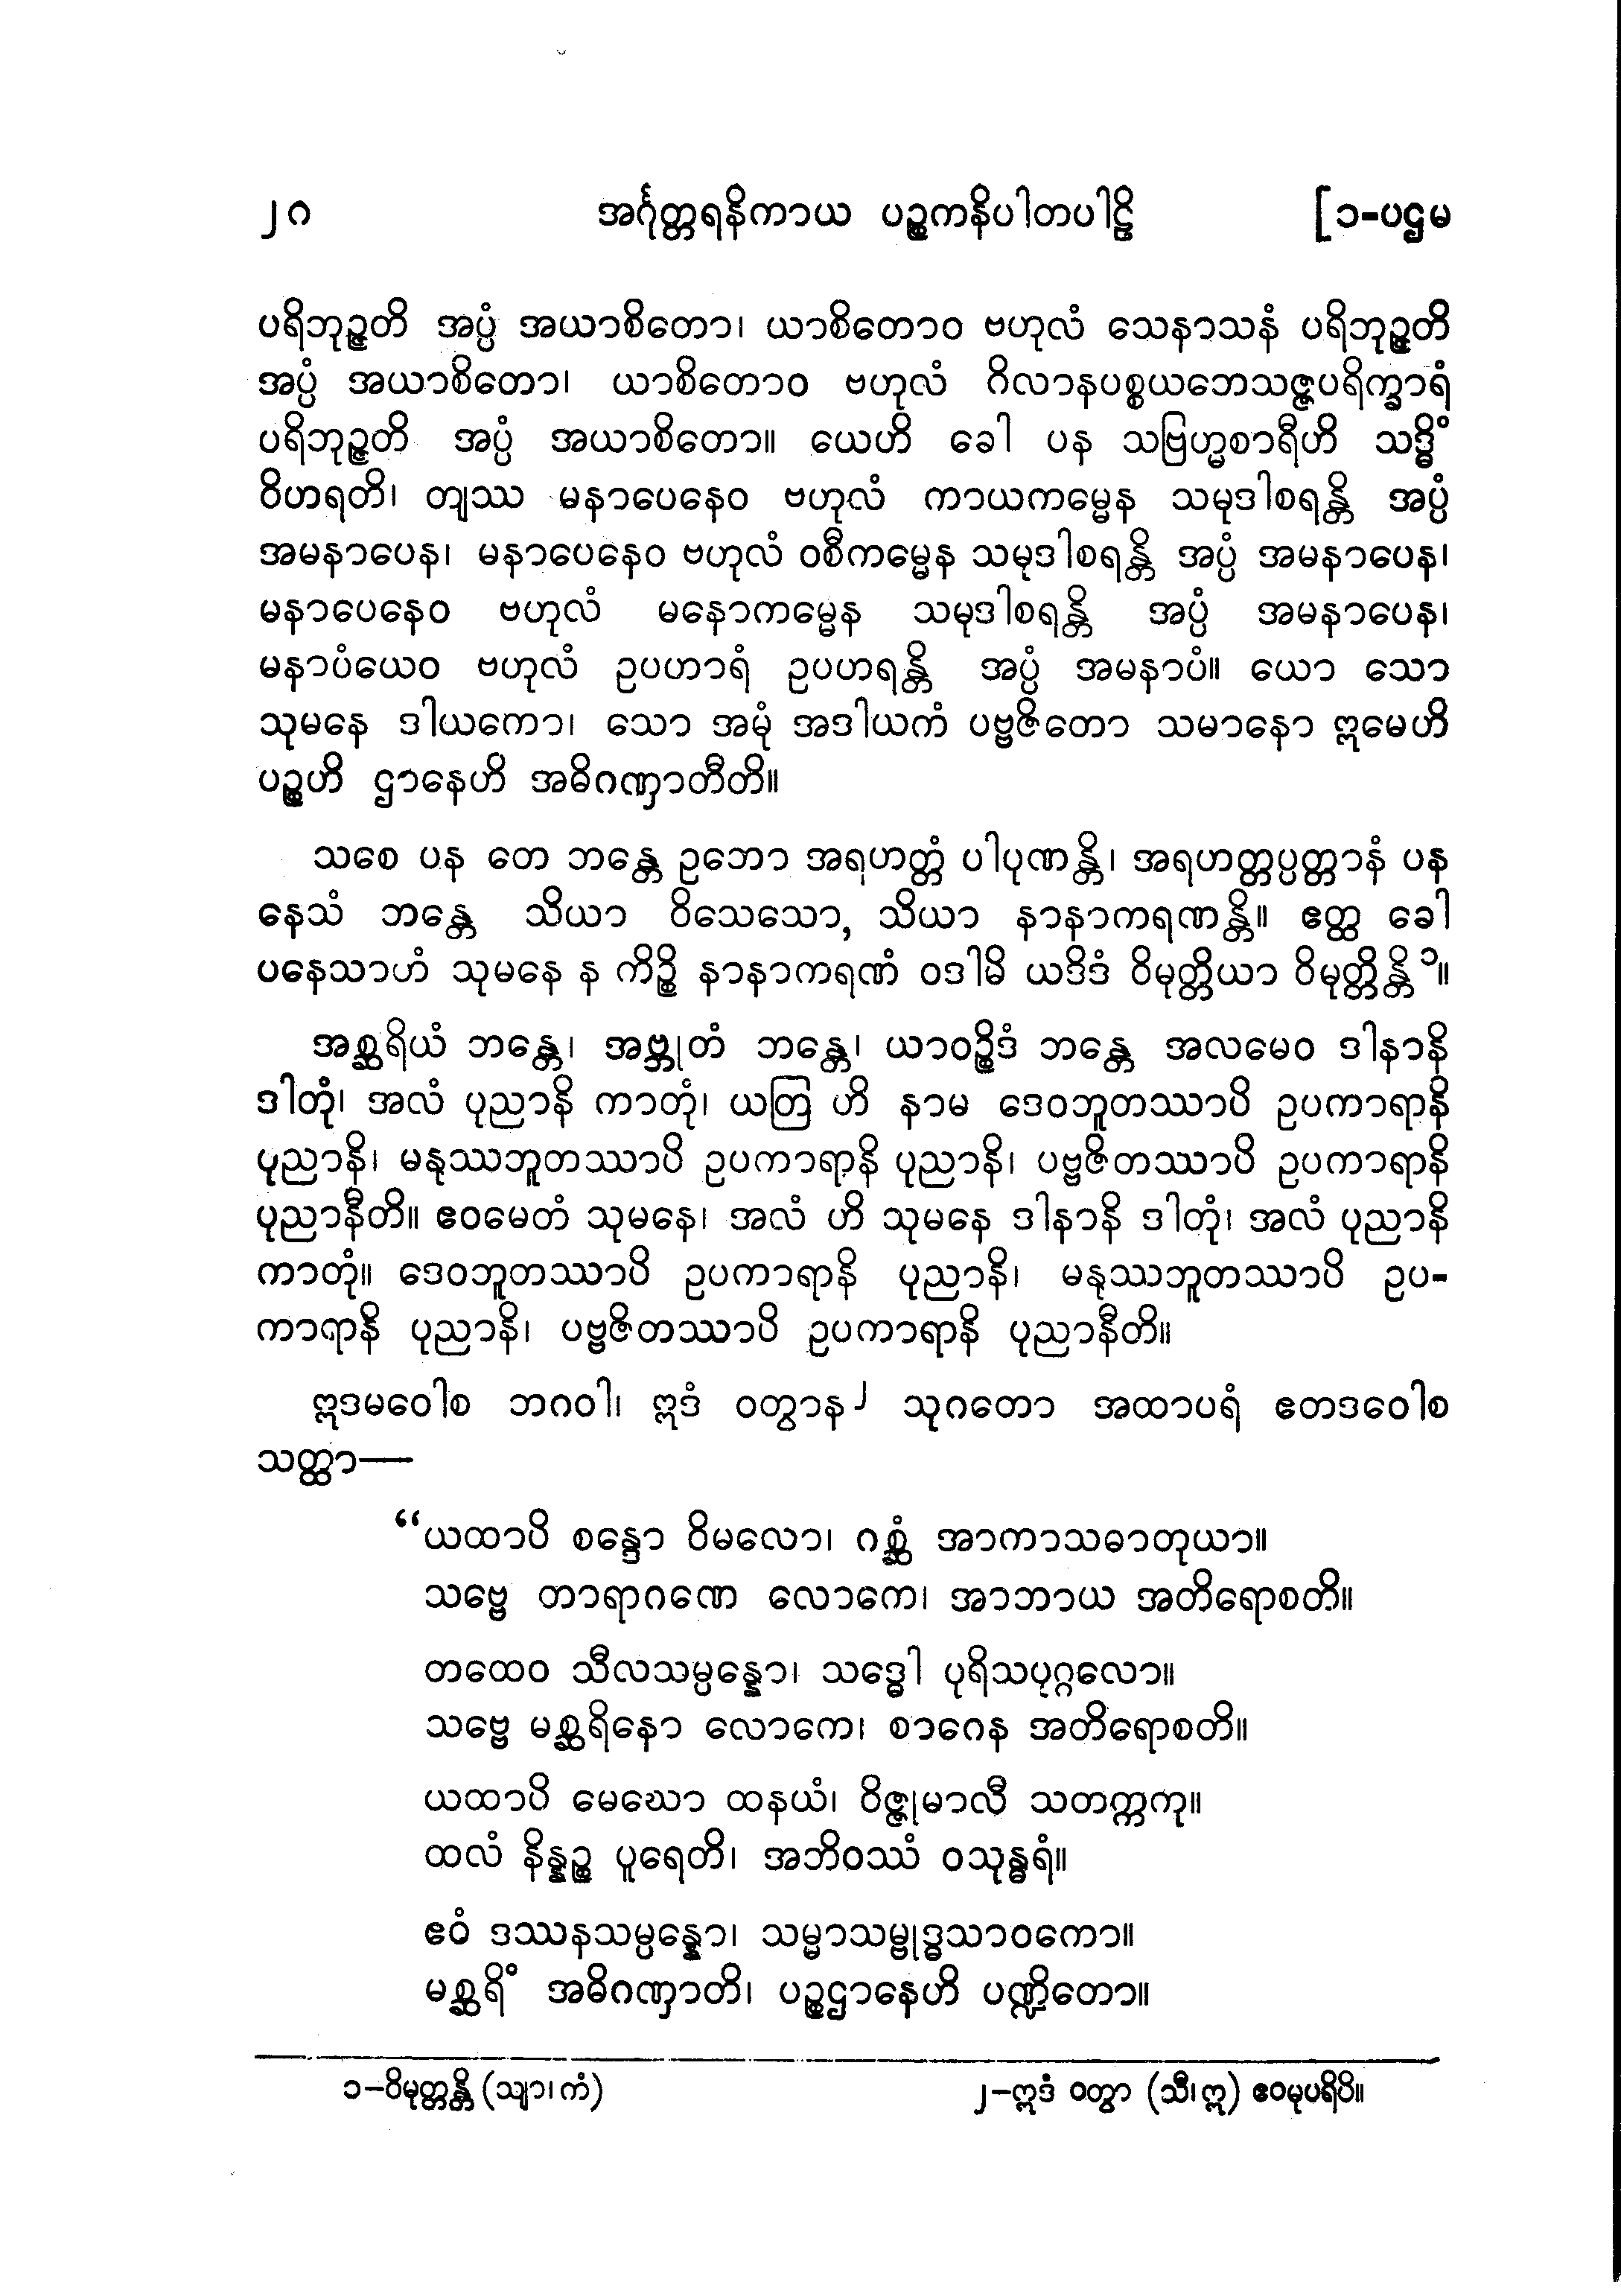 ၂၈ အင်္ဂုတ္တရနိကာယ ပဉ္စကနိပါတပါဠိ [၁-ပဌမ
ပရိဘုဉ္ဇတိ အပ္ပံ အယာစိတော၊ ယာစိတောဝ ဗဟုလံ သေနာသနံ ပရိဘုဉ္ဇတိ
အပ္ပံ အယာစိတော၊ ယာစိတောဝ ဗဟုလံ ဂိလာနပစ္စယဘေသဇ္ဇပရိက္ခာရံ
ပရိဘုဉ္ဇတိ အပ္ပံ အယာစိတော။ ယေဟိ ခေါ ပန သဗြဟ္မစာရီဟိ သဒ္ဓိံ
ဝိဟရတိ၊ တျဿ မနာပေနေဝ ဗဟုလံ ကာယကမ္မေန သမုဒါစရန္တိ အပ္ပံ
အမနာပေန၊ မနာပေနေဝ ဗဟုလံ ဝစီကမ္မေန သမုဒါစရန္တိ အပ္ပံ အမနာပေန၊
မနာပေနေဝ ဗဟုလံ မနောကမ္မေန သမုဒါစရန္တိ အပ္ပံ အမနာပေန၊
မနာပံယေဝ ဗဟုလံ ဥပဟာရံ ဥပဟရန္တိ အပ္ပံ အမနာပံ။ ယော သော
သုမနေ ဒါယကော၊ သော အမုံ အဒါယကံ ပဗ္ဗဇိတော သမာနော ဣမေဟိ
ပဉ္စဟိ ဌာနေဟိ အဓိဂဏှာတီတိ။
သစေ ပန တေ ဘန္တေ ဥဘော အရဟတ္တံ ပါပုဏန္တိ၊ အရဟတ္တပ္ပတ္တာနံ ပန
နေသံ ဘန္တေ သိယာ ဝိသေသော, သိယာ နာနာကရဏန္တိ။ ဧတ္ထ ခေါ
ပနေသာဟံ သုမနေ န ကိဉ္စိ နာနာကရဏံ ဝဒါမိ ယဒိဒံ ဝိမုတ္တိယာ ဝိမုတ္တိန္တိ ၁။
အစ္ဆရိယံ ဘန္တေ၊ အဗ္ဘုတံ ဘန္တေ၊ ယာဝဉ္စိဒံ ဘန္တေ အလမေဝ ဒါနာနိ
ဒါတုံ၊ အလံ ပုညာနိ ကာတုံ၊ ယတြ ဟိ နာမ ဒေဝဘူတဿာပိ ဥပကာရာနိ
ပုညာနိ၊ မနုဿဘူတဿာပိ ဥပကာရာနိ ပုညာနိ၊ ပဗ္ဗဇိတဿာပိ ဥပကာရာနိ
ပုညာနီတိ။ ဧဝမေတံ သုမနေ၊ အလံ ဟိ သုမနေ ဒါနာနိ ဒါတုံ၊ အလံ ပုညာနိ
ကာတုံ။ ဒေဝဘူတဿာပိ ဥပကာရာနိ ပုညာနိ၊ မနုဿဘူတဿာပိ ဥပ-
ကာရာနိ ပုညာနိ၊ ပဗ္ဗဇိတဿာပိ ဥပကာရာနိ ပုညာနီတိ။
ဣဒမဝေါစ ဘဂဝါ၊ ဣဒံ ဝတွာန ၂ သုဂတော အထာပရံ ဧတဒဝေါစ
သတ္ထာ—
“ယထာပိ စန္ဒော ဝိမလော၊ ဂစ္ဆံ အာကာသဓာတုယာ။
သဗ္ဗေ တာရာဂဏေ လောကေ၊ အာဘာယ အတိရောစတိ။
တထေဝ သီလသမ္ပန္နော၊ သဒ္ဓေါ ပုရိသပုဂ္ဂလော။
သဗ္ဗေ မစ္ဆရိနော လောကေ၊ စာဂေန အတိရောစတိ။
ယထာပိ မေဃော ထနယံ၊ ဝိဇ္ဇုမာလီ သတက္ကကု။
ထလံ နိန္နဉ္စ ပူရေတိ၊ အဘိဝဿံ ဝသုန္ဓရံ။
ဧဝံ ဒဿနသမ္ပန္နော၊ သမ္မာသမ္ဗုဒ္ဓသာဝကော။
မစ္ဆရိံ အဓိဂဏှာတိ၊ ပဉ္စဌာနေဟိ ပဏ္ဍိတော။
၁-ဝိမုတ္တန္တိ (သျာ၊ ကံ) ၂-ဣဒံ ဝတွာ (သီ၊ ဣ) ဧဝမုပရိပိ။